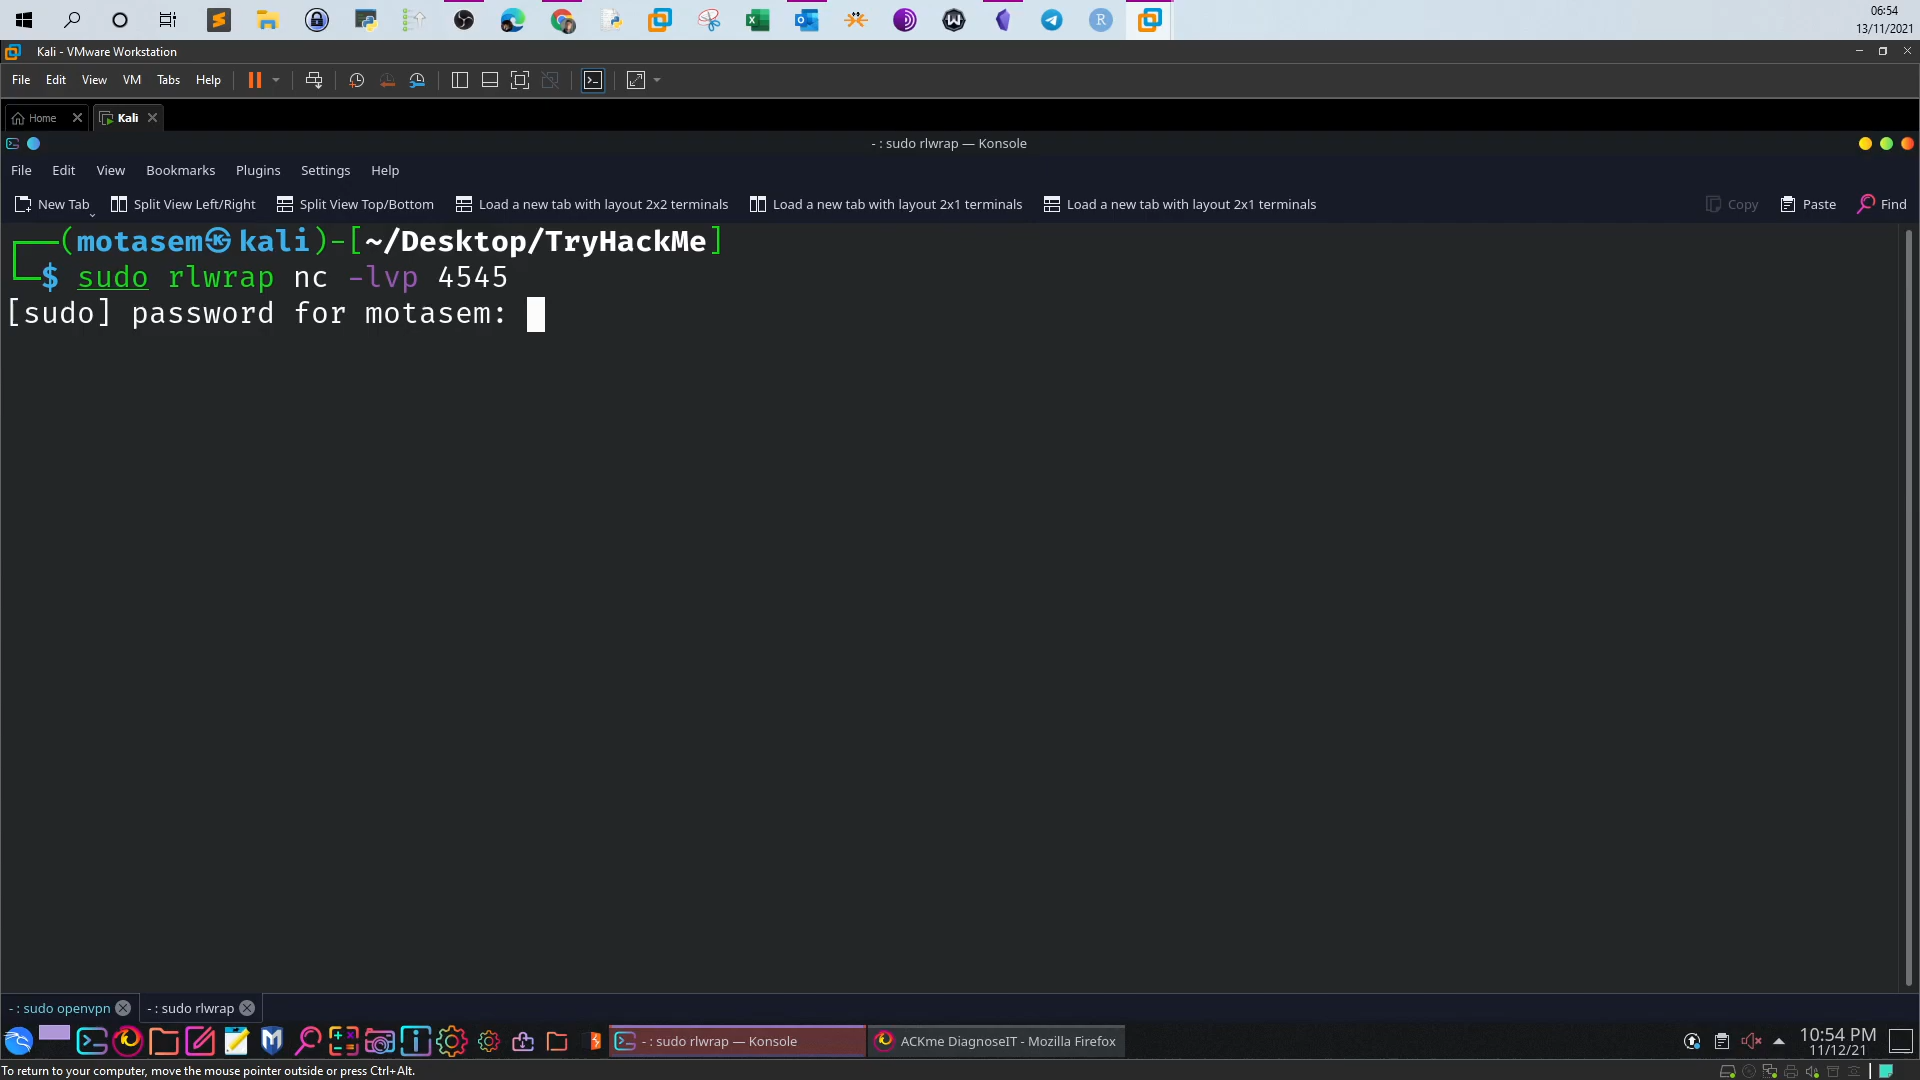 06:54
13/11/2021
Kali - VMware Workstation
File Edit View VM Tabs Help
Home Kali
- : sudo rlwrap — Konsole
File Edit View Bookmarks Plugins Settings Help
New Tab Split View Left/Right Split View Top/Bottom Load a new tab with layout 2x2 terminals Load a new tab with layout 2x1 terminals Load a new tab with layout 2x1 terminals Copy Paste Find
(motasem㉿kali)-[~/Desktop/TryHackMe]
$ sudo rlwrap nc -lvp 4545
[sudo] password for motasem:
- : sudo openvpn - : sudo rlwrap
- : sudo rlwrap — Konsole ACKme DiagnoseIT - Mozilla Firefox 10:54 PM
11/12/21
To return to your computer, move the mouse pointer outside or press Ctrl+Alt.